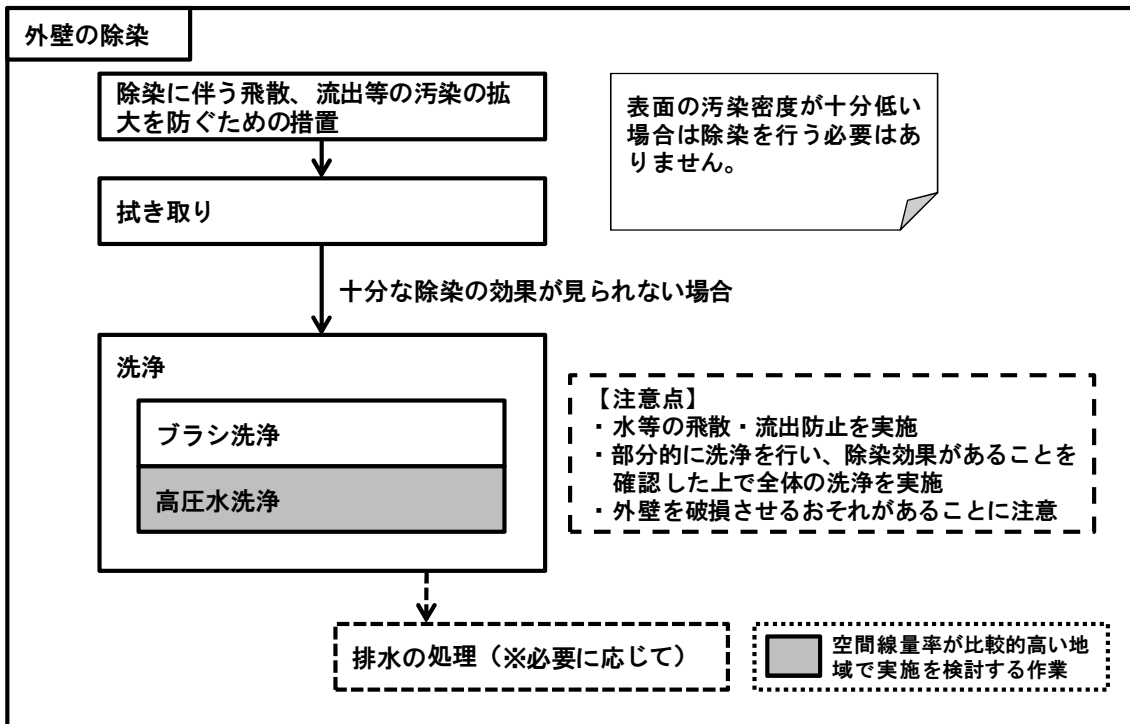 外壁の除染
除染に伴う飛散、流出等の汚染の拡
大を防ぐための措置
表面の汚染密度が十分低い
場合は除染を行う必要はあ
りません。
拭き取り
十分な除染の効果が見られない場合
洗浄
ブラシ洗浄
高圧水洗浄
【注意点】
・水等の飛散・流出防止を実施
・部分的に洗浄を行い、除染効果があることを
確認した上で全体の洗浄を実施
・外壁を破損させるおそれがあることに注意
排水の処理（※必要に応じて）
空間線量率が比較的高い地
域で実施を検討する作業